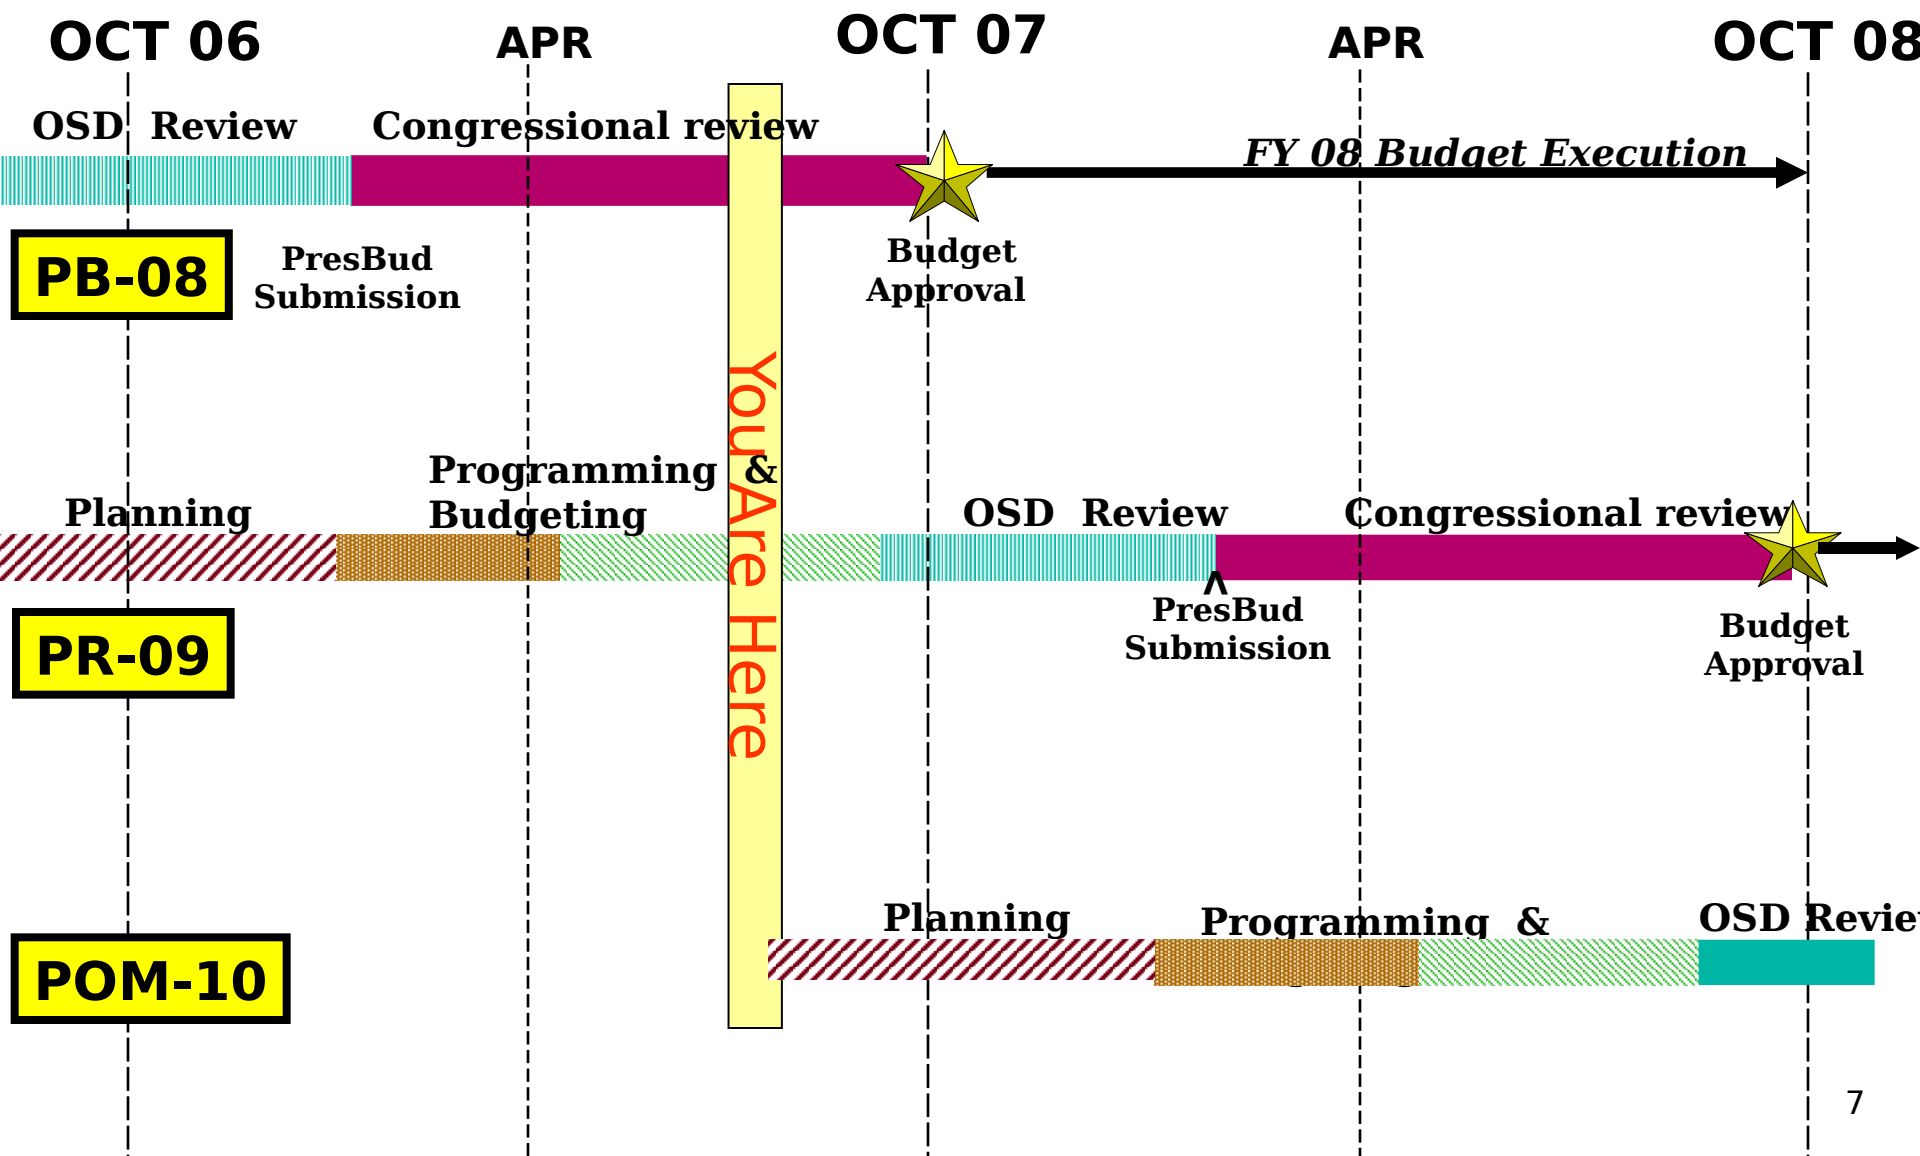 OCT 06
APR
OCT 07
APR
OCT 08
OSD Review
Congressional review
FY 08 Budget Execution
PB-08
PresBud
Submission
Budget
Approval
You Are Here
Planning
Programming &
Budgeting
OSD Review
Congressional review
^
PresBud
Submission
PR-09
Budget
Approval
Planning
Programming &
OSD Revie
POM-10
7